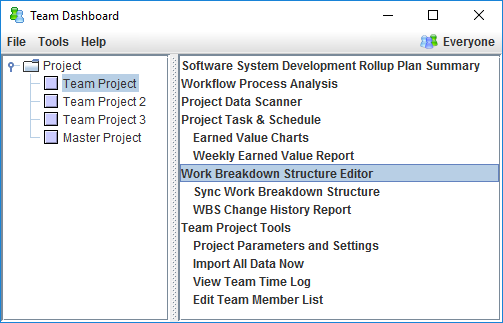 Team Dashboard
File Tools Help Everyone
Project
Team Project
Team Project 2
Team Project 3
Master Project
Software System Development Rollup Plan Summary
Workflow Process Analysis
Project Data Scanner
Project Task & Schedule
Earned Value Charts
Weekly Earned Value Report
Work Breakdown Structure Editor
Sync Work Breakdown Structure
WBS Change History Report
Team Project Tools
Project Parameters and Settings
Import All Data Now
View Team Time Log
Edit Team Member List